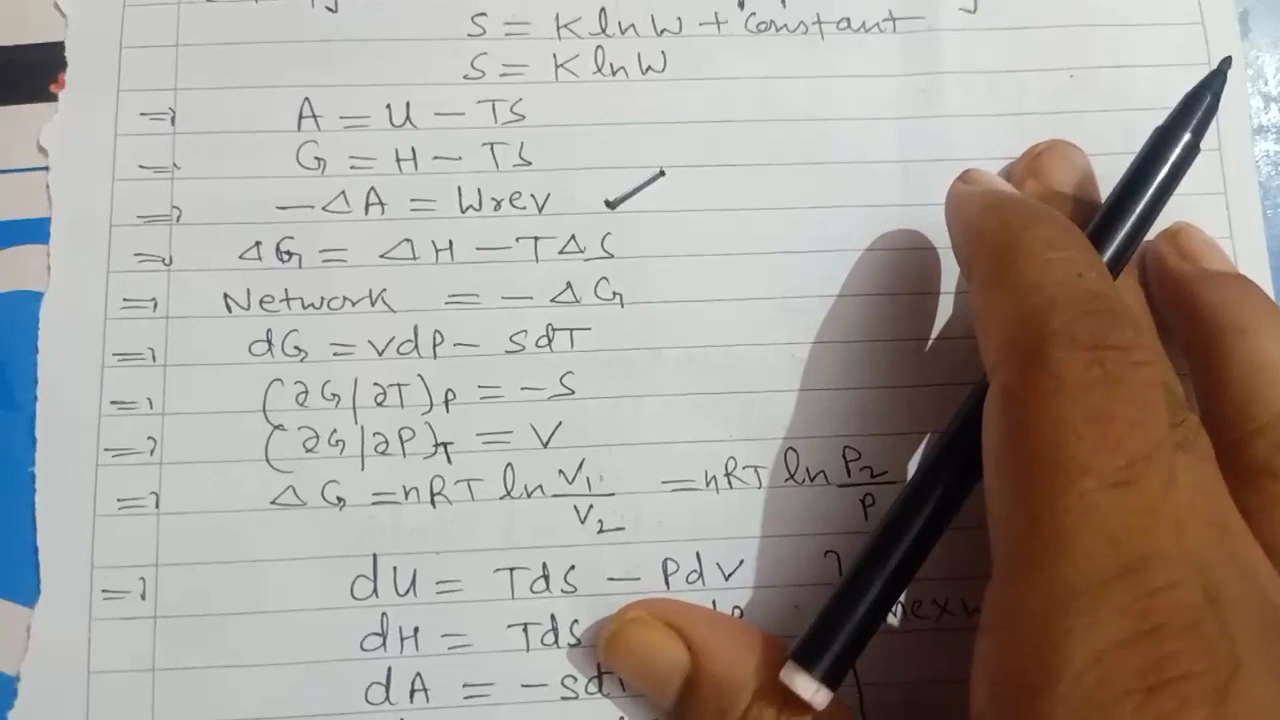 S = K ln W + Constant
S = K ln W
=> A = U - TS
=> G = H - TS
=> -ΔA = Wrev ✓
=> ΔG = ΔH - TΔS
=> Network = - ΔG
=> dG = vdp - sdT
=> (∂G/∂T)p = -S
=> (∂G/∂P)T = V
=> ΔG = nRT ln V1/V2 = nRT ln P2/P
=> dU = Tds - pdv
dH = Tds
dA = -sdT